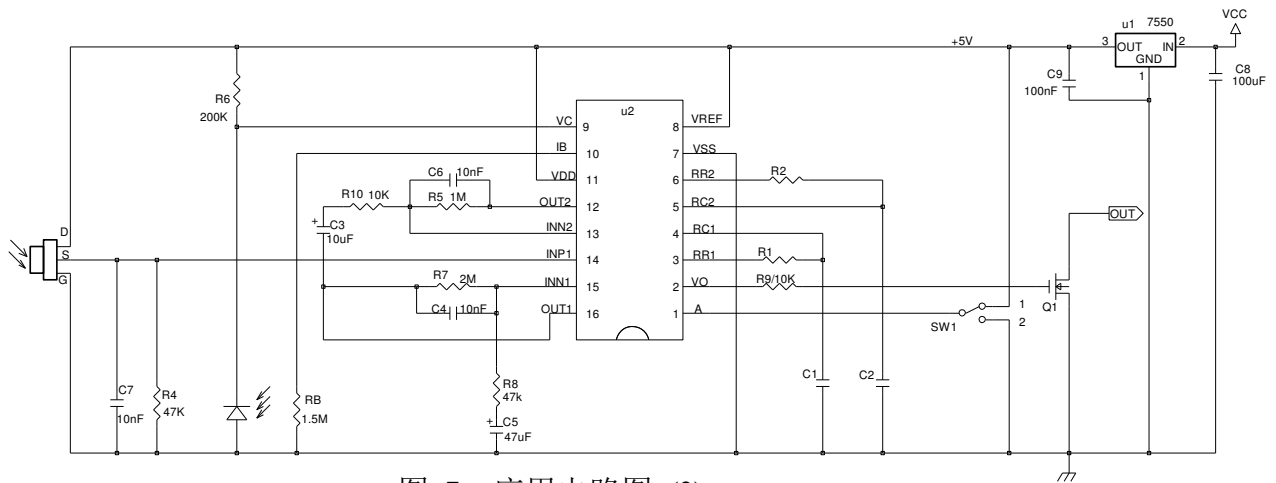 VCC
u1 7550
+5V
3 OUT IN 2
GND
1
C9
100nF
C8
100uF
R6
200K
u2
VC 9
8 VREF
IB 10
7 VSS
VDD 11
6 RR2
R2
C6 10nF
R10 10K
R5 1M
OUT2 12
5 RC2
+
C3
10uF
INN2 13
4 RC1
OUT
D
S
G
INP1 14
3 RR1
R1
R7 2M
INN1 15
2 VO
R9/10K
C4 10nF
OUT1 16
1 A
SW1
1
2
Q1
C7
10nF
R4
47K
RB
1.5M
R8
47k
+
C5
47uF
C1
C2